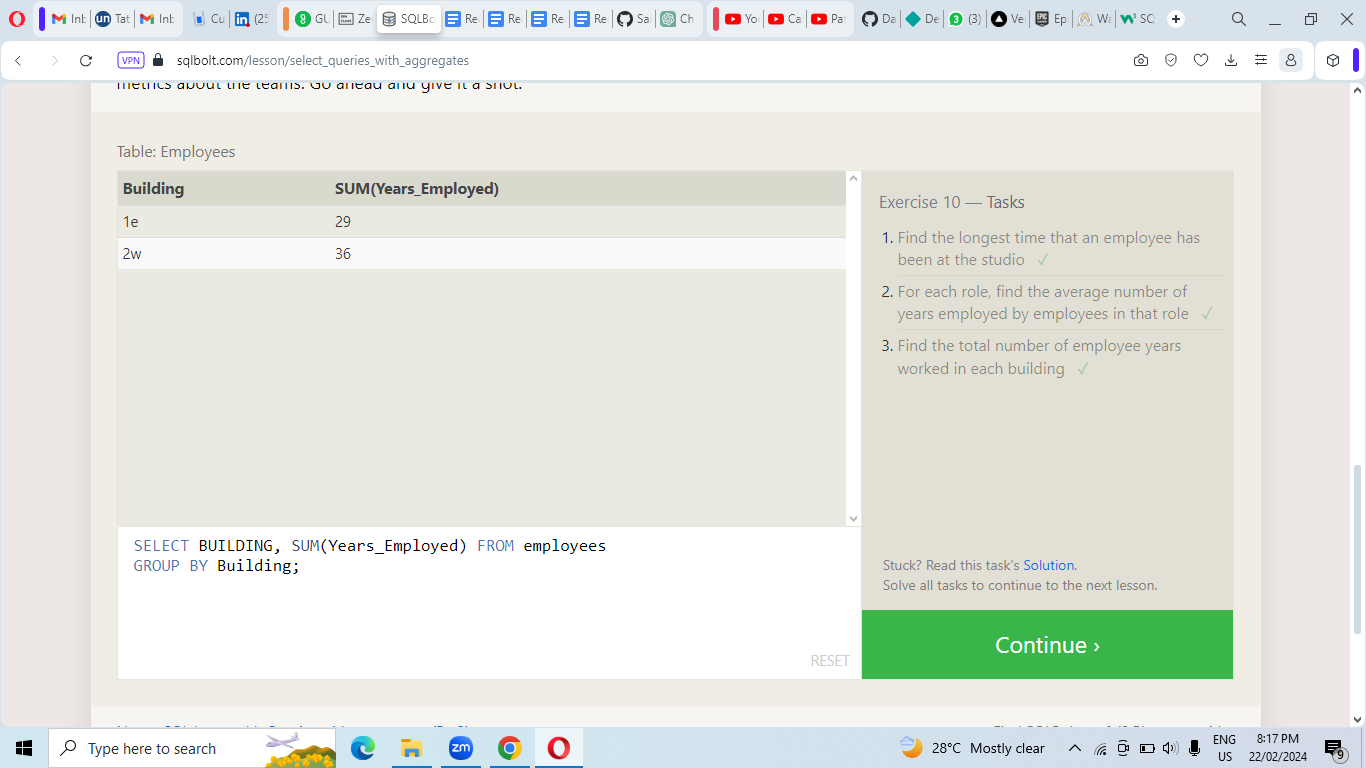 Inb
Tat
Inb
Cu
(25
GU
Ze
SQLBo
Re
Re
Re
Re
Sa
Ch
Yo
Ca
Pa
Da
De
(3)
Ve
Ep
Wa
SC
VPN sqlbolt.com/lesson/select_queries_with_aggregates
metrics about the teams. Go ahead and give it a shot.
Table: Employees
Building SUM(Years_Employed)
1e 29
2w 36
SELECT BUILDING, SUM(Years_Employed) FROM employees
GROUP BY Building;
RESET
Exercise 10 — Tasks
1. Find the longest time that an employee has
been at the studio ✓
2. For each role, find the average number of
years employed by employees in that role ✓
3. Find the total number of employee years
worked in each building ✓
Stuck? Read this task's Solution.
Solve all tasks to continue to the next lesson.
Continue ›
Type here to search
zm
28°C Mostly clear
ENG
US
8:17 PM
22/02/2024
9